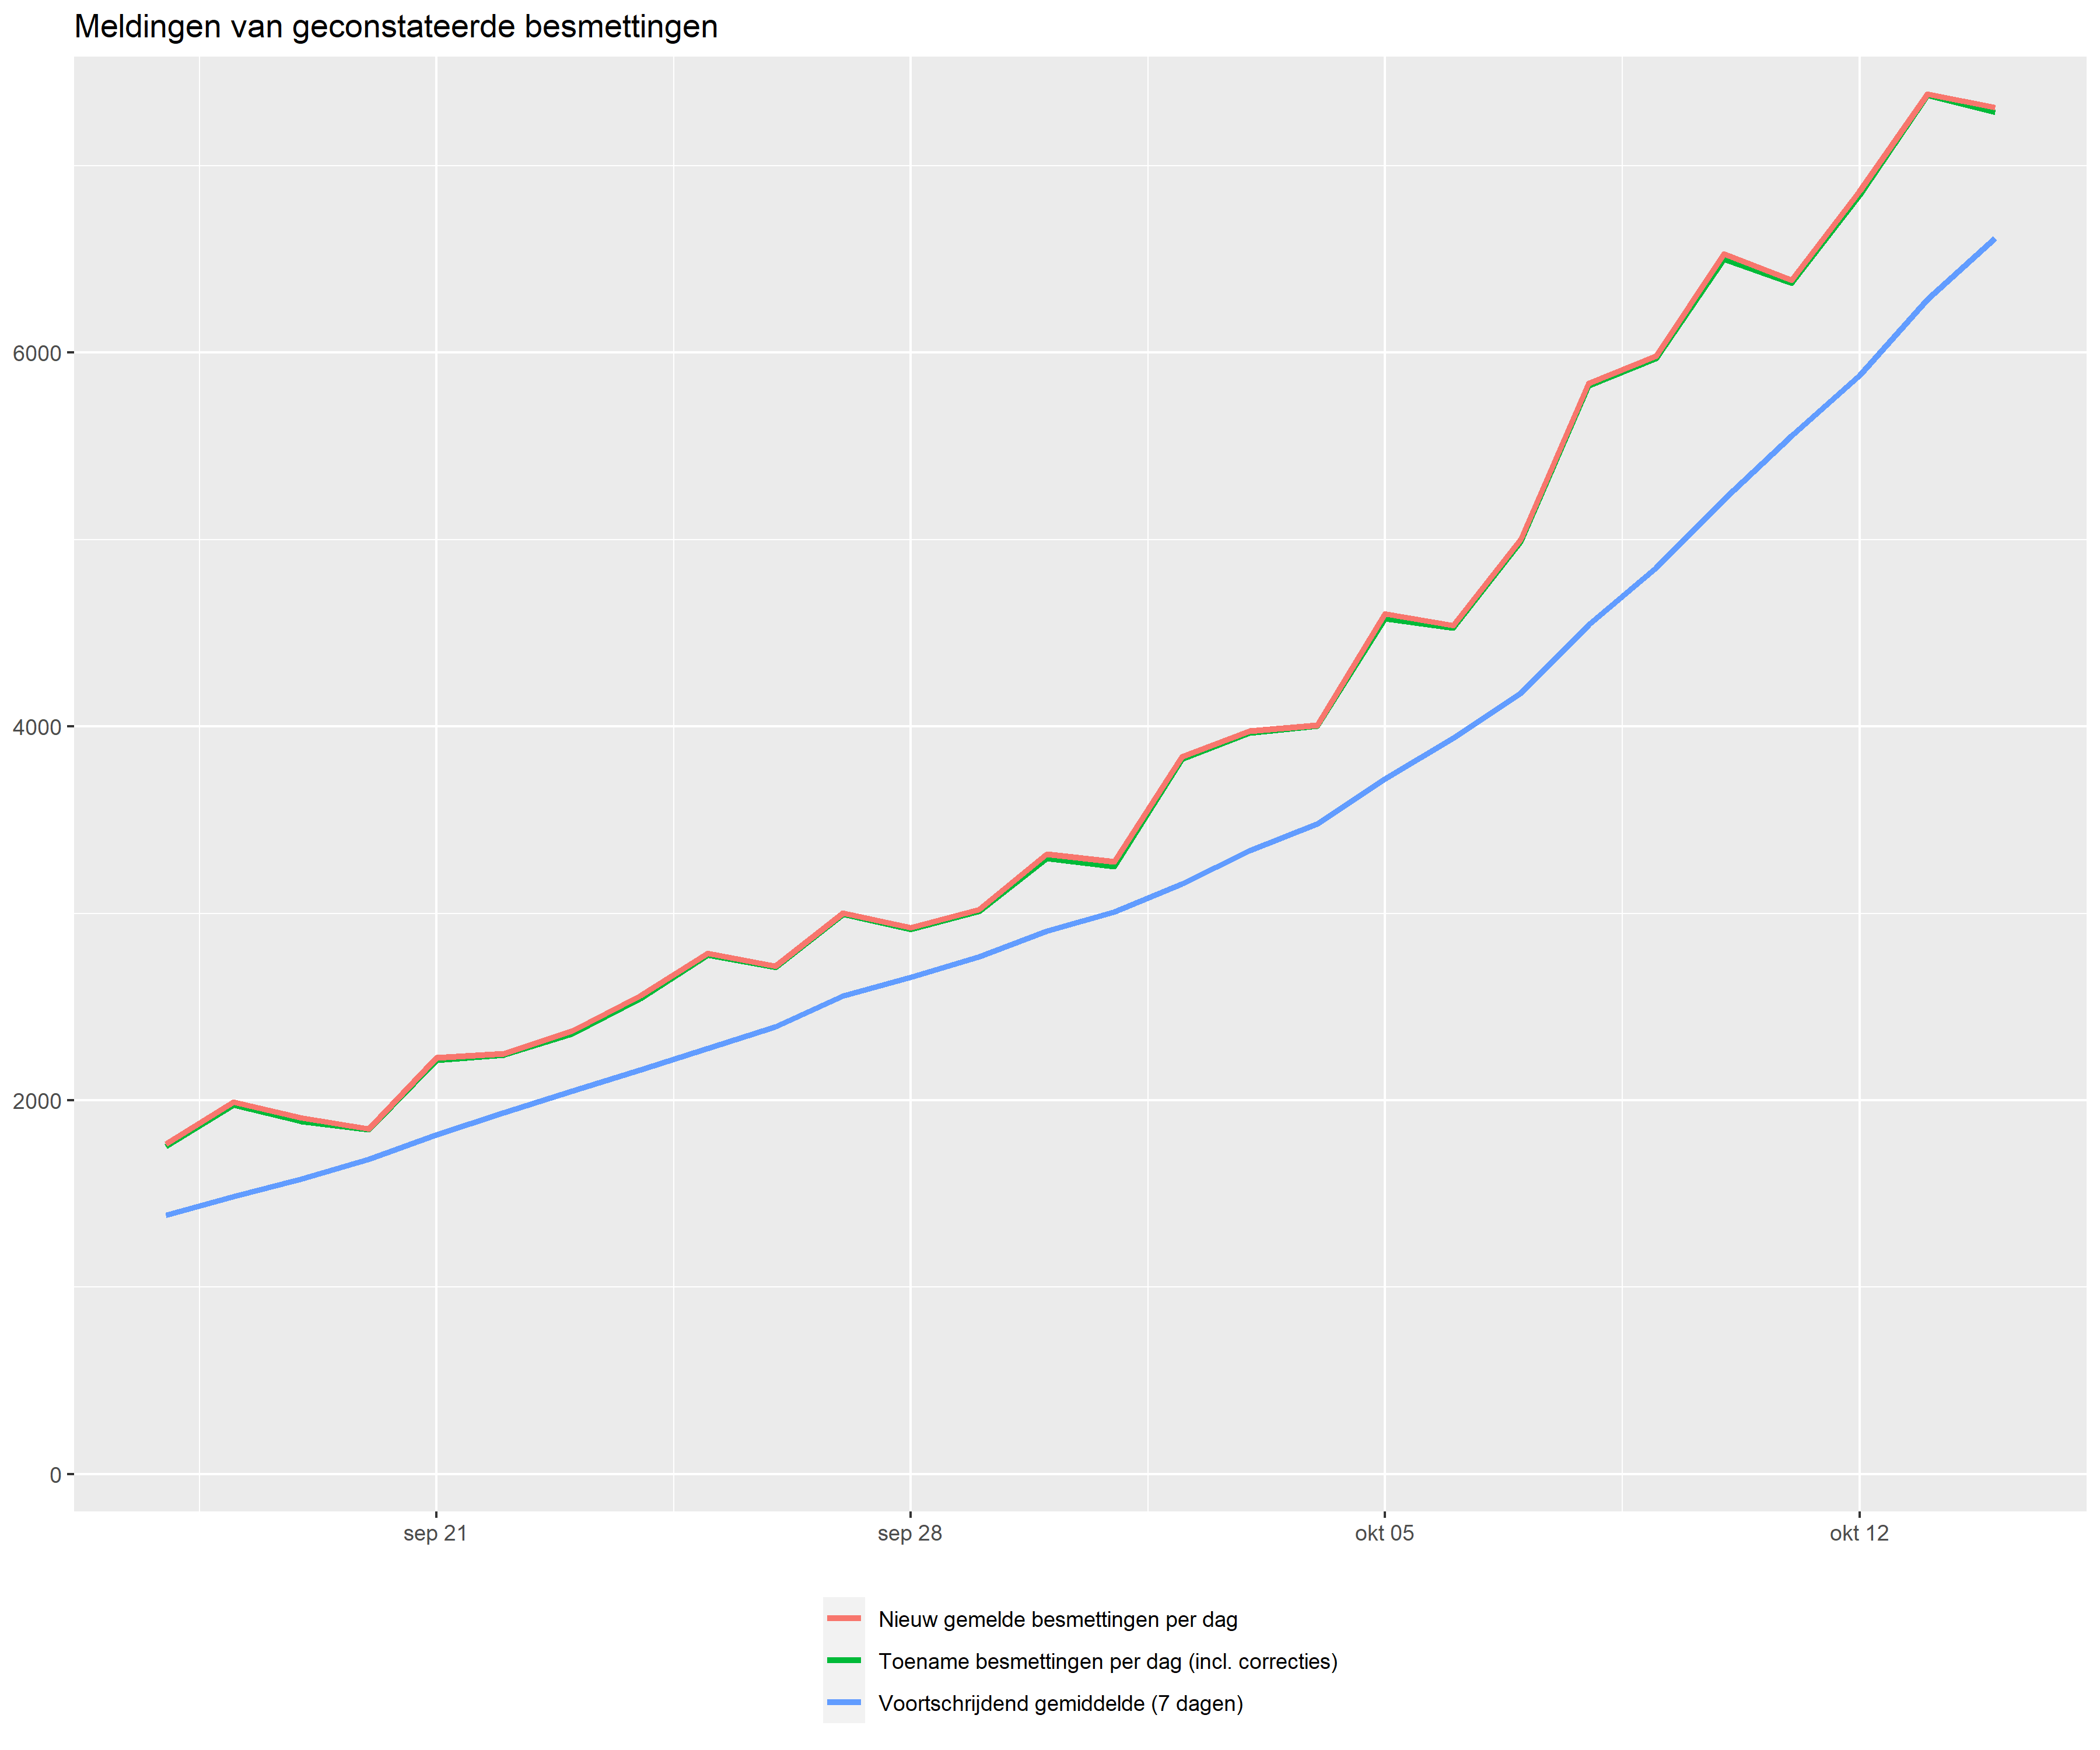 Meldingen van geconstateerde besmettingen
6000
4000
2000
0
sep 21
sep 28
okt 05
okt 12
Nieuw gemelde besmettingen per dag
Toename besmettingen per dag (incl. correcties)
Voortschrijdend gemiddelde (7 dagen)